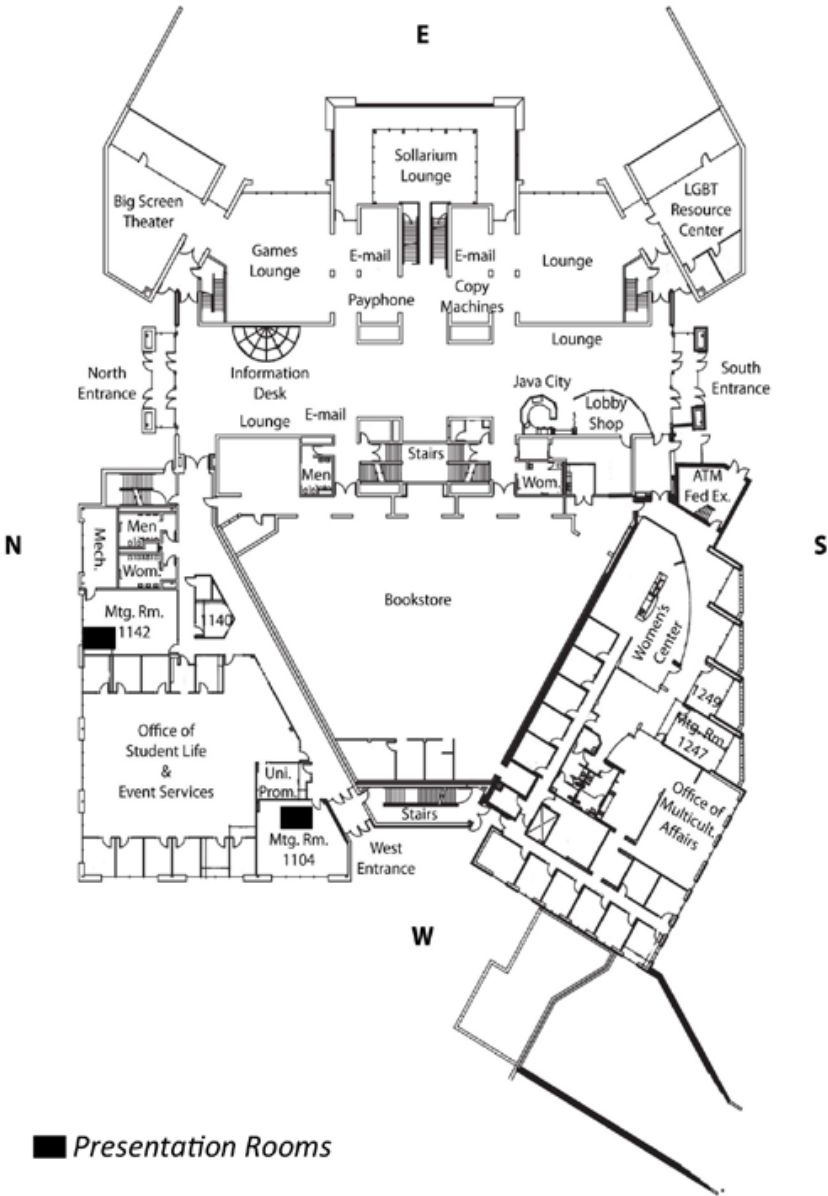 E
Sollarium
Lounge
Big Screen
Theater
LGBT
Resource
Center
Games
Lounge
E-mail
E-mail
Lounge
Payphone
Copy
Machines
Lounge
North
Entrance
Information
Desk
South
Entrance
Java City
Lobby
Shop
Lounge
E-mail
Stairs
Men
Wom.
ATM
Fed Ex.
N
Men
Mech.
Wom.
S
Mtg. Rm.
1142
1140
Bookstore
Women's
Center
1249
Mtg. Rm.
1247
Office of
Student Life
&
Event Services
Uni.
Prom.
Office of
Multicult.
Affairs
Stairs
Mtg. Rm.
1104
West
Entrance
W
Presentation Rooms